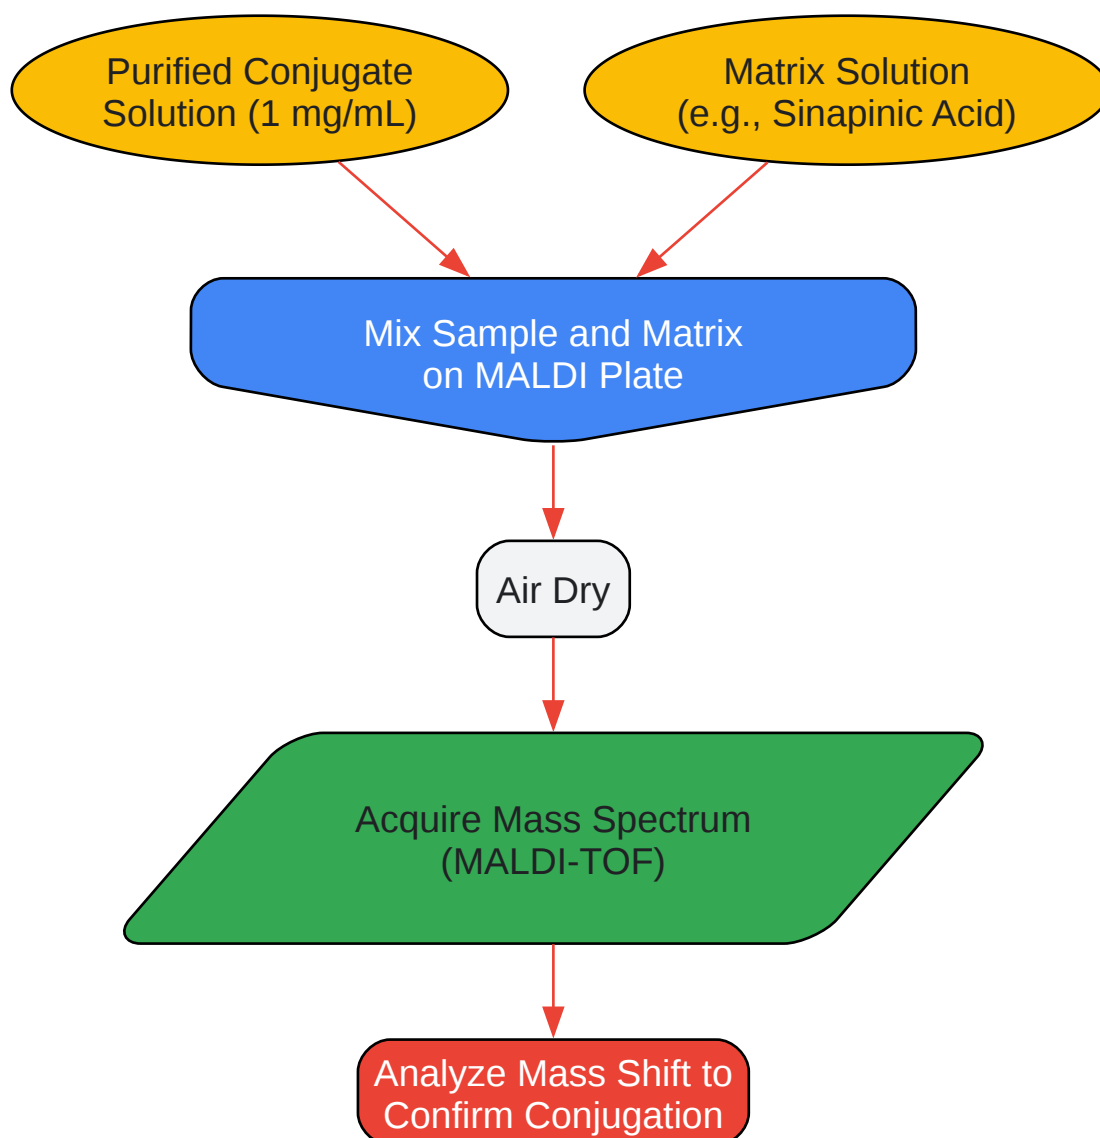 Purified Conjugate
Solution (1 mg/mL)
Matrix Solution
(e.g., Sinapinic Acid)
Mix Sample and Matrix
on MALDI Plate
Air Dry
Acquire Mass Spectrum
(MALDI-TOF)
Analyze Mass Shift to
Confirm Conjugation